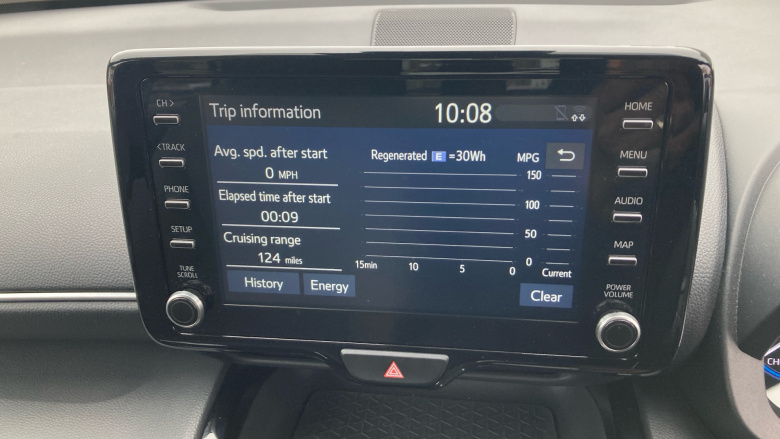 CH >
<TRACK
PHONE
SETUP
TUNE
SCROLL
Trip information
10:08
Avg. spd. after start
0 MPH
Elapsed time after start
00:09
Cruising range
124 miles
History
Energy
Regenerated E =30Wh
MPG
150
100
50
0
15min 10 5 0 Current
Clear
HOME
MENU
AUDIO
MAP
POWER
VOLUME